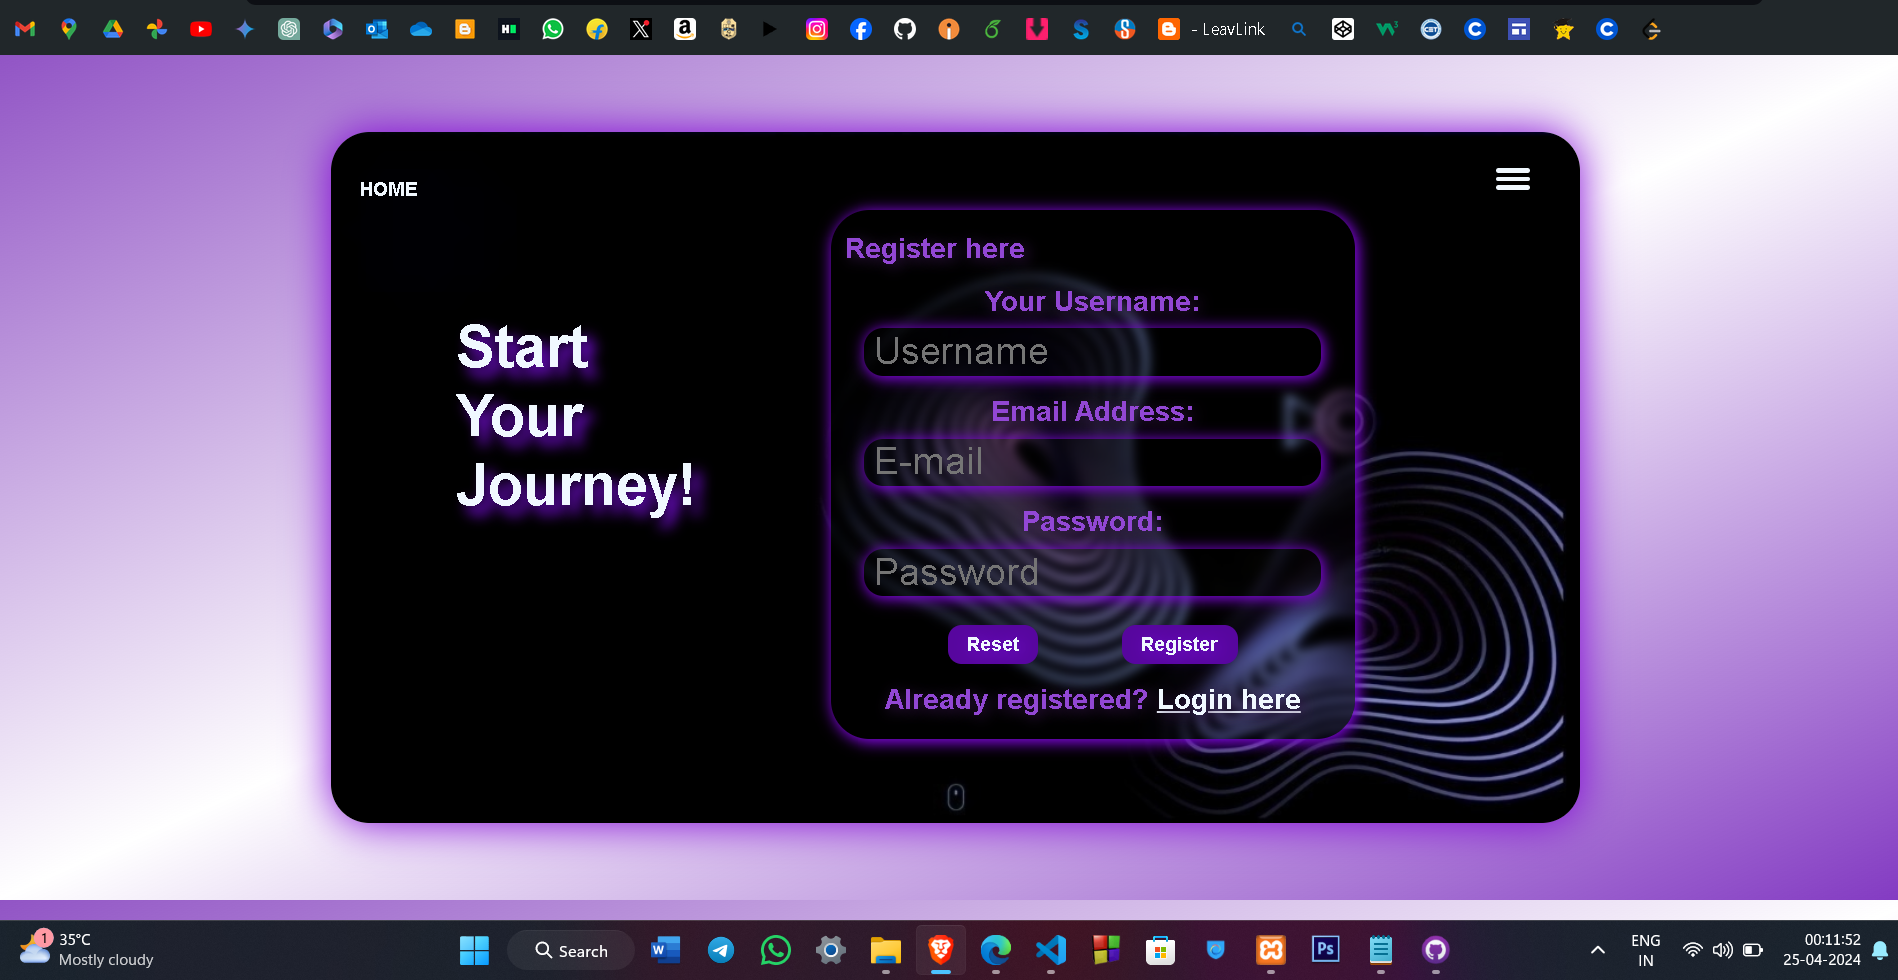 - LeavLink
HOME
Register here
Your Username:
Username
Start
Your
Journey!
Email Address:
E-mail
Password:
Password
Reset
Register
Already registered? Login here
1
35°C
Mostly cloudy
Search
ENG
IN
00:11:52
25-04-2024